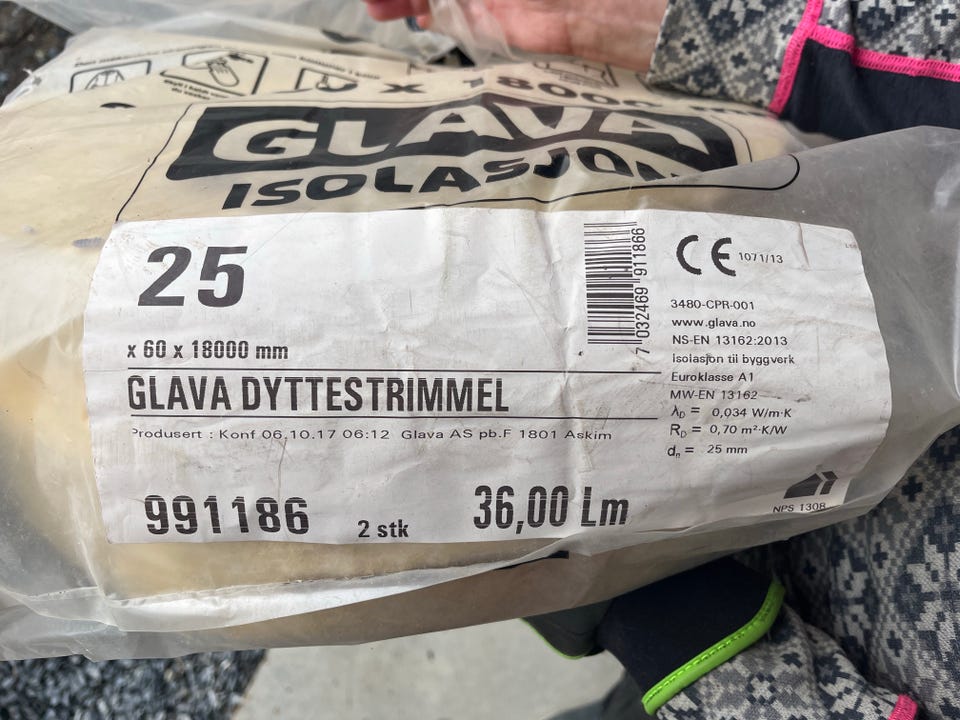 x 18000
GLAVA
ISOLASJON
25
x 60 x 18000 mm
GLAVA DYTTESTRIMMEL
Produsert : Konf 06.10.17 06:12 Glava AS pb.F 1801 Askim
991186 2 stk 36,00 Lm
7 032469 911866
CE 1071/13
3480-CPR-001
www.glava.no
NS-EN 13162:2013
Isolasjon til byggverk
Euroklasse A1
MW-EN 13162
λD = 0,034 W/m·K
RD = 0,70 m²·K/W
dn = 25 mm
NPS 130R